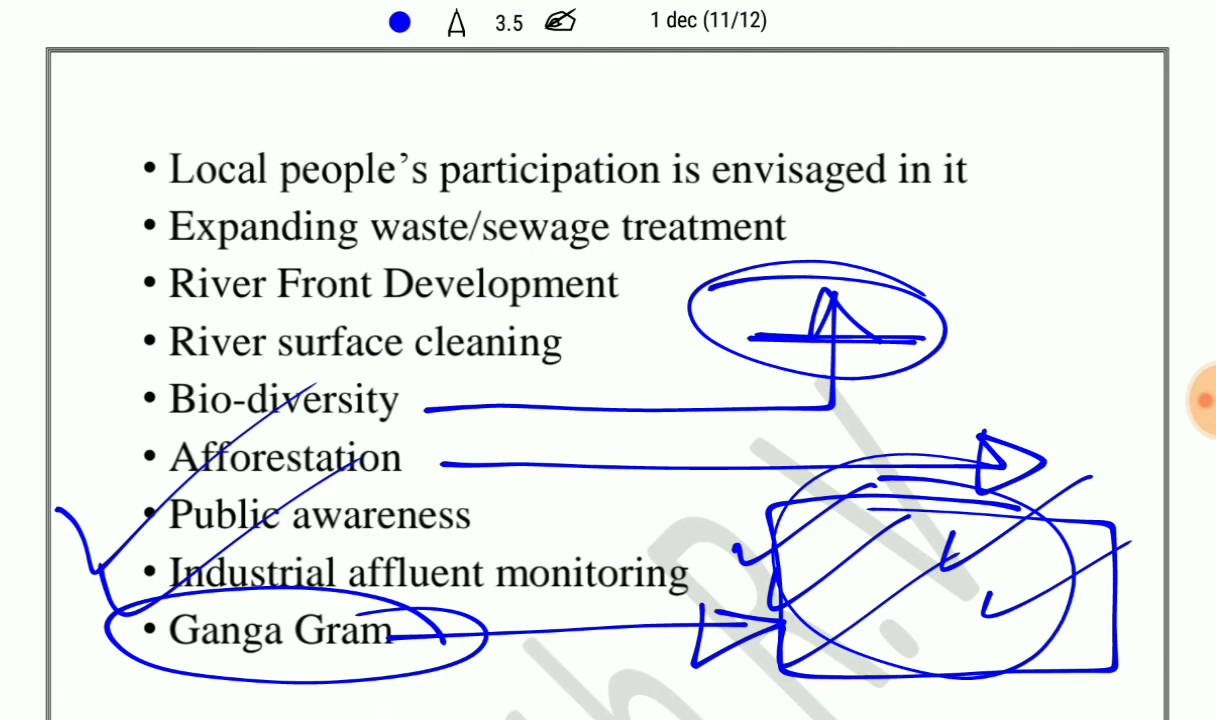 3.5 1 dec (11/12)
• Local people’s participation is envisaged in it
• Expanding waste/sewage treatment
• River Front Development
• River surface cleaning
• Bio-diversity
• Afforestation
• Public awareness
• Industrial affluent monitoring
• Ganga Gram